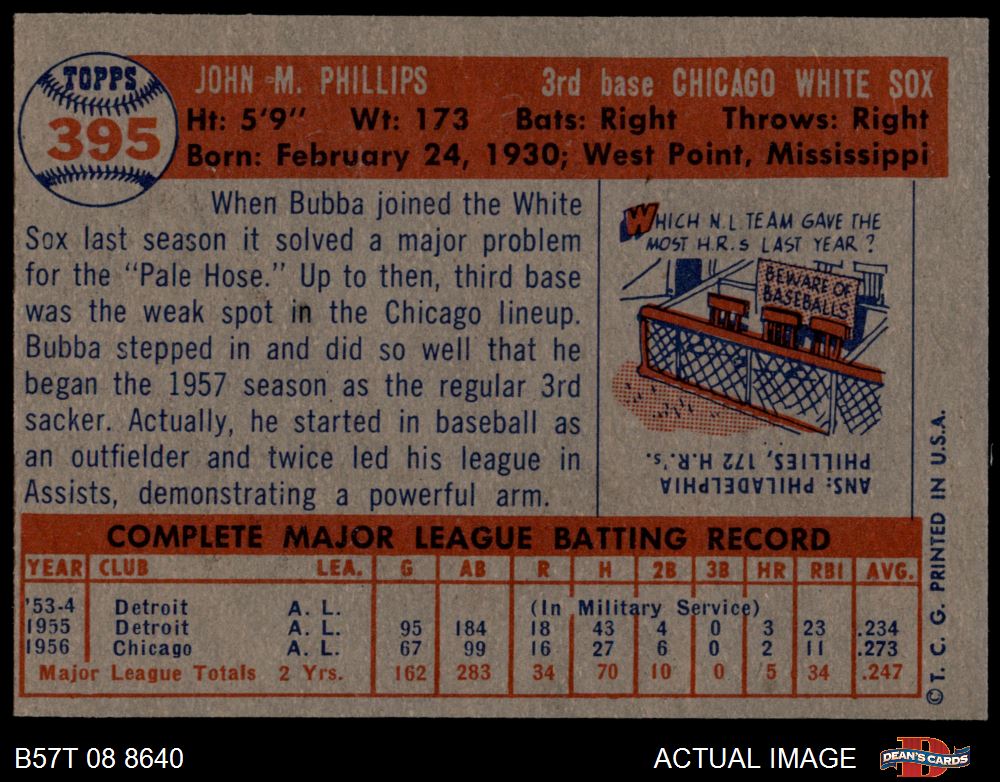 TOPPS
395
JOHN M. PHILLIPS 3rd base CHICAGO WHITE SOX
Ht: 5'9" Wt: 173 Bats: Right Throws: Right
Born: February 24, 1930; West Point, Mississippi
When Bubba joined the White
Sox last season it solved a major problem
for the "Pale Hose." Up to then, third base
was the weak spot in the Chicago lineup.
Bubba stepped in and did so well that he
began the 1957 season as the regular 3rd
sacker. Actually, he started in baseball as
an outfielder and twice led his league in
Assists, demonstrating a powerful arm.
WHICH N.L. TEAM GAVE THE
MOST H.R.s LAST YEAR?
BEWARE OF
BASEBALLS
ANS: PHILADELPHIA
PHILLIES, 172 H.R.'s.
COMPLETE MAJOR LEAGUE BATTING RECORD
YEAR CLUB LEA. G AB R H 2B 3B HR RBI AVG.
'53-4 Detroit A. L. (In Military Service)
1955 Detroit A. L. 95 184 18 43 4 0 3 23 .234
1956 Chicago A. L. 67 99 16 27 6 0 2 11 .273
Major League Totals 2 Yrs. 162 283 34 70 10 0 5 34 .247
©T. C. G. PRINTED IN U.S.A.
B57T 08 8640 ACTUAL IMAGE
DEAN'S CARDS